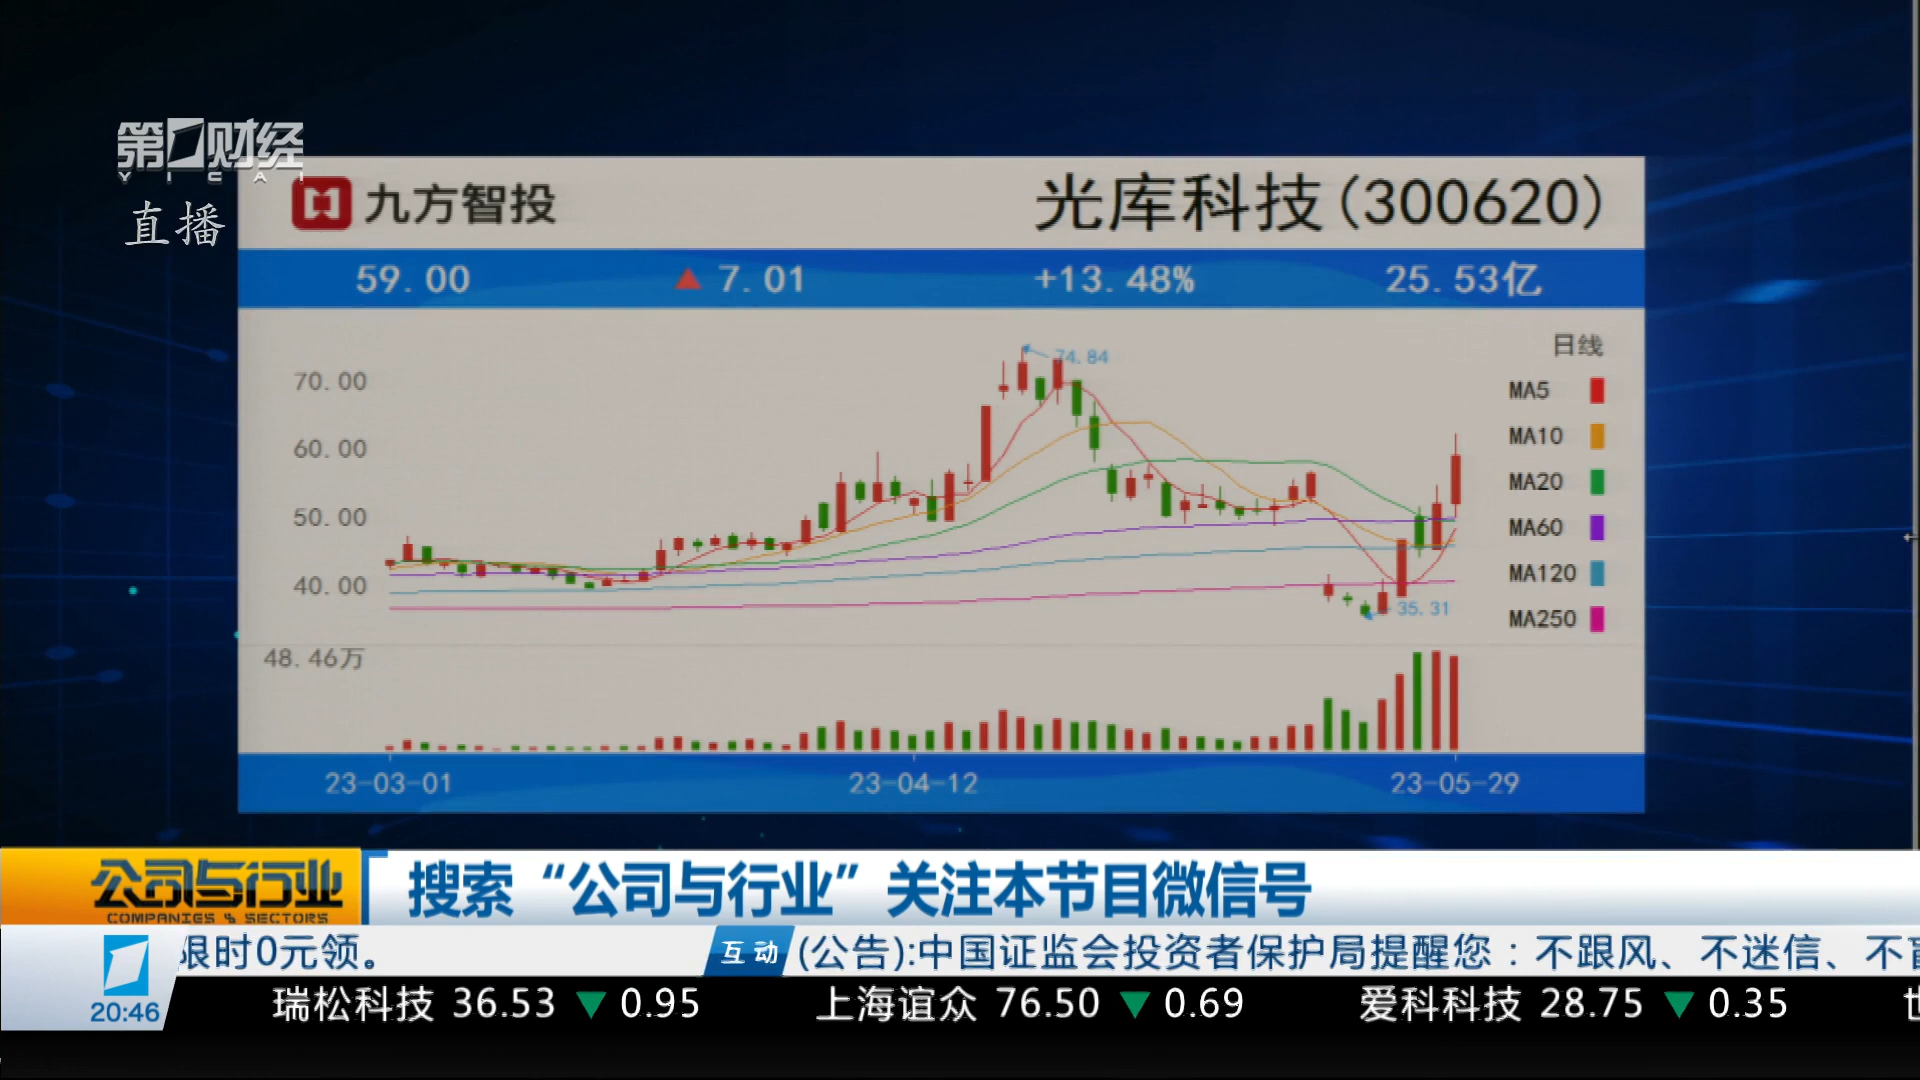 第1财经
YICAI
直播
九方智投
光库科技(300620)
59.00 ▲ 7.01 +13.48% 25.53亿
日线
74.84
70.00
60.00
50.00
40.00
MA5
MA10
MA20
MA60
MA120
MA250
35.31
48.46万
23-03-01 23-04-12 23-05-29
公司与行业
COMPANIES & SECTORS
搜索“公司与行业”关注本节目微信号
限时0元领。 互动 (公告):中国证监会投资者保护局提醒您：不跟风、不迷信、不
20:46
瑞松科技 36.53 ▼ 0.95 上海谊众 76.50 ▼ 0.69 爱科科技 28.75 ▼ 0.35